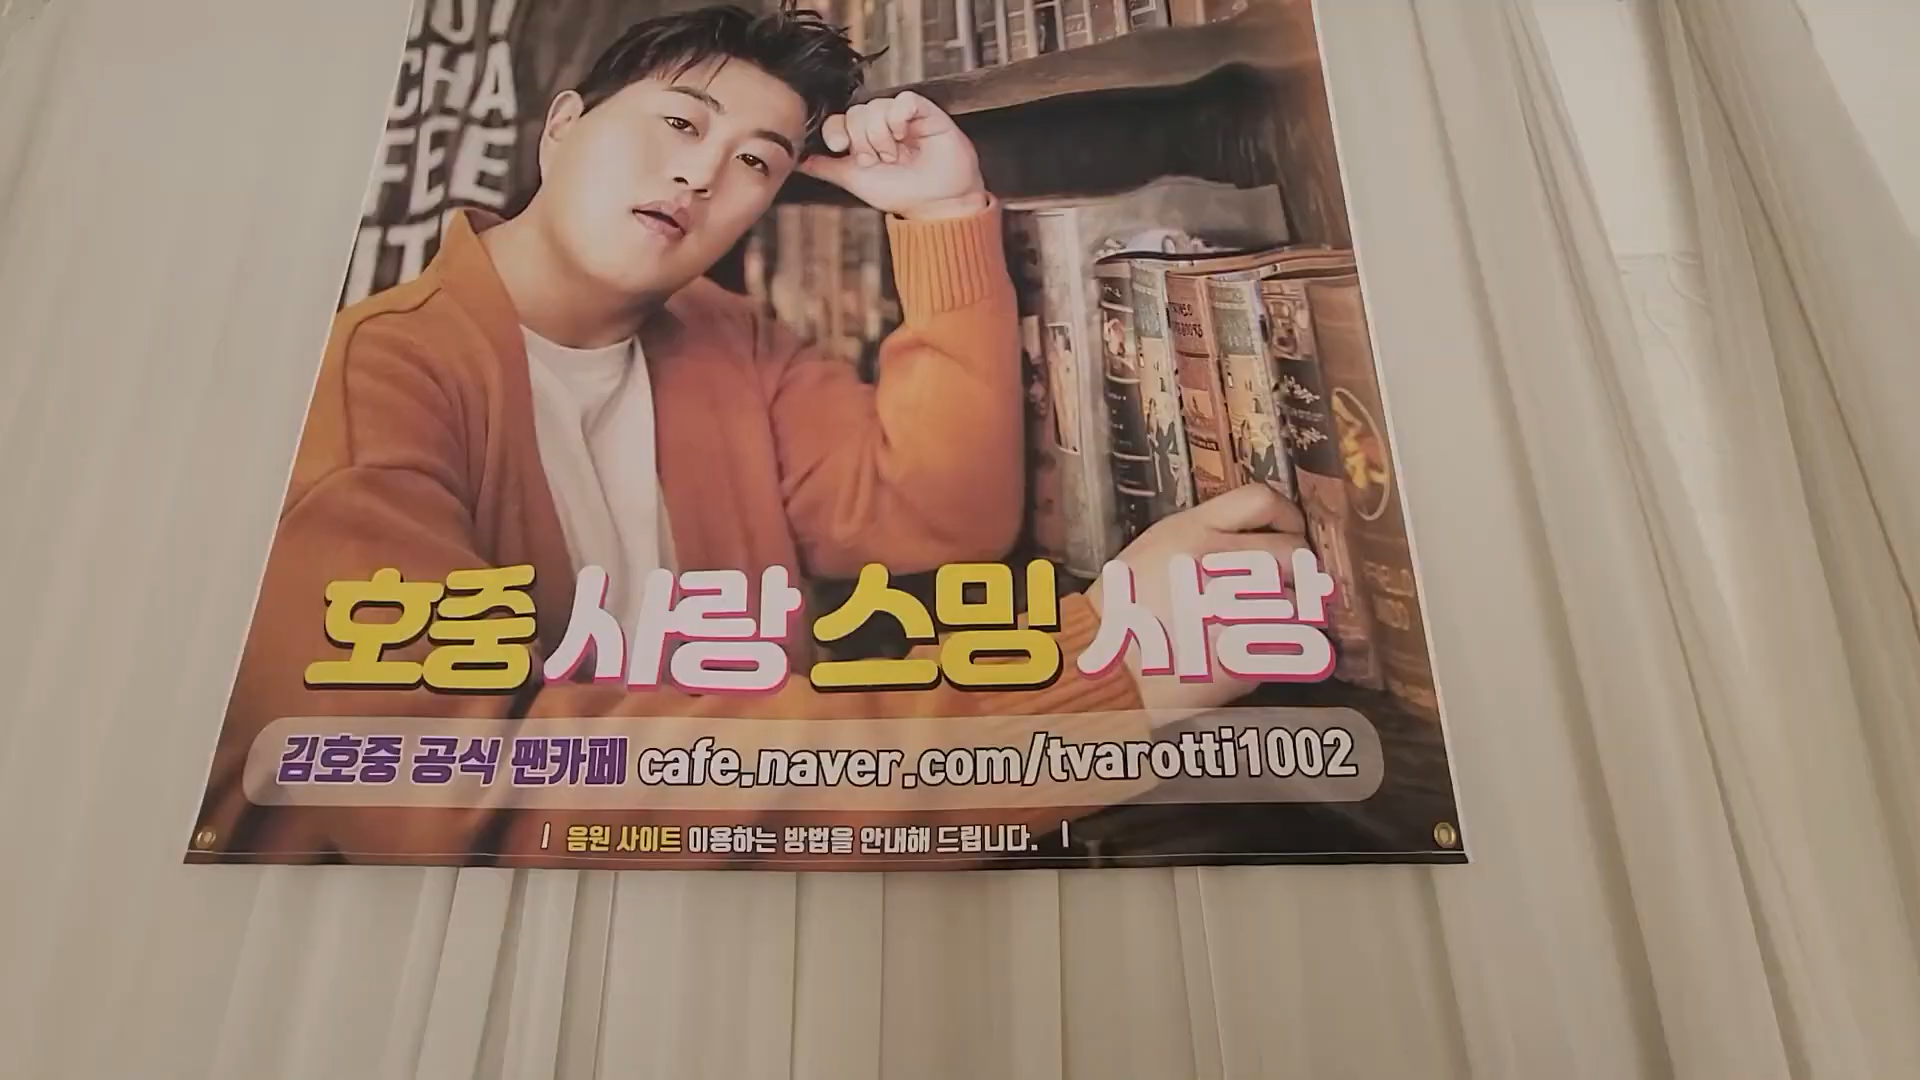 CHA
FEE
호중 사랑 스밍 사랑
김호중 공식 팬카페 cafe.naver.com/tvarotti1002
| 음원 사이트 이용하는 방법을 안내해 드립니다. |